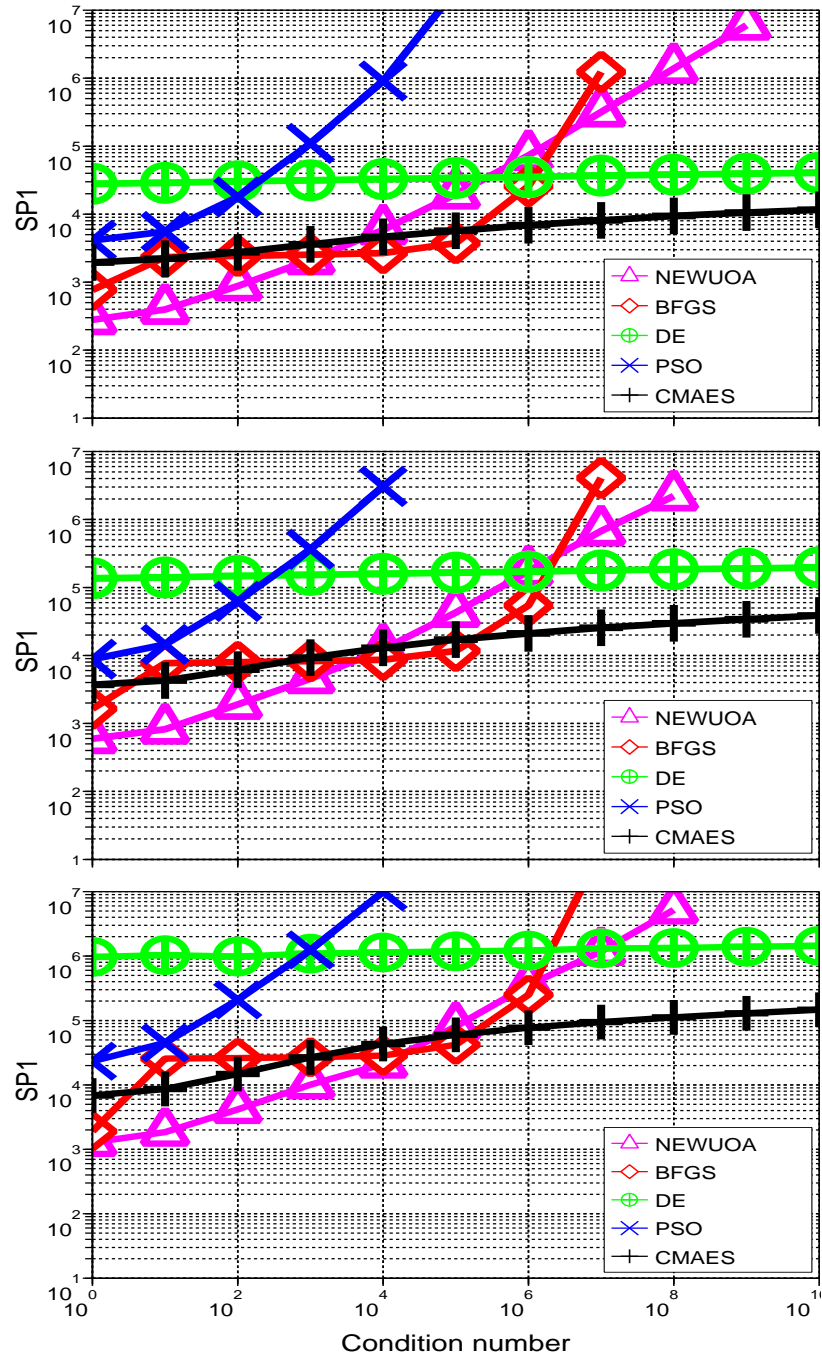 10^7
10^6
10^5
10^4
10^3
10^2
1
SP1
NEWUOA
BFGS
DE
PSO
CMAES
10^7
10^6
10^5
10^4
10^3
10^2
1
SP1
NEWUOA
BFGS
DE
PSO
CMAES
10^7
10^6
10^5
10^4
10^3
10^2
1
SP1
NEWUOA
BFGS
DE
PSO
CMAES
10^0
10^2
10^4
10^6
10^8
10^10
Condition number